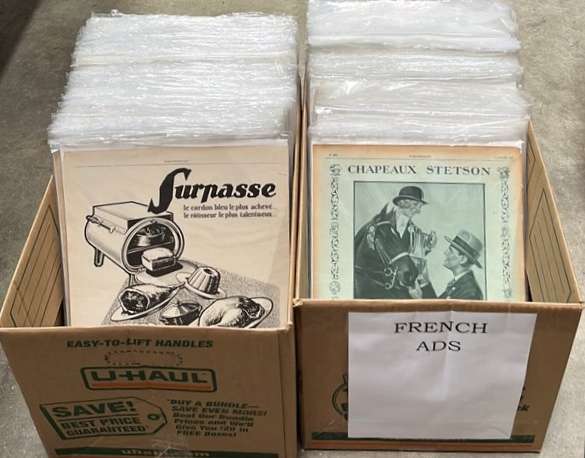 Surpasse
le cordon bleu le plus achevé...
le rôtisseur le plus talentueux...
CHAPEAUX STETSON
FRENCH
ADS
EASY-TO-LIFT HANDLES
U-HAUL
SAVE!
BEST PRICE
GUARANTEED
"BUY A BUNDLE—
SAVE EVEN MORE!
Beat Our Bundle
Prices and We'll
Give You $20 in
FREE Boxes!